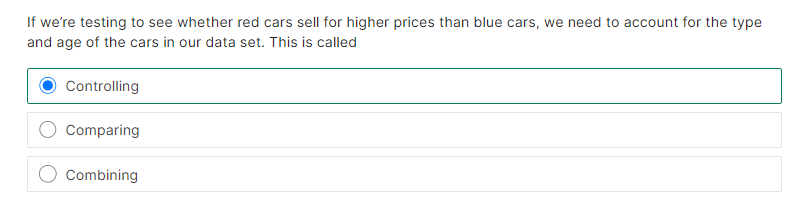 If we're testing to see whether red cars sell for higher prices than blue cars, we need to account for the type
and age of the cars in our data set. This is called
Controlling
Comparing
Combining